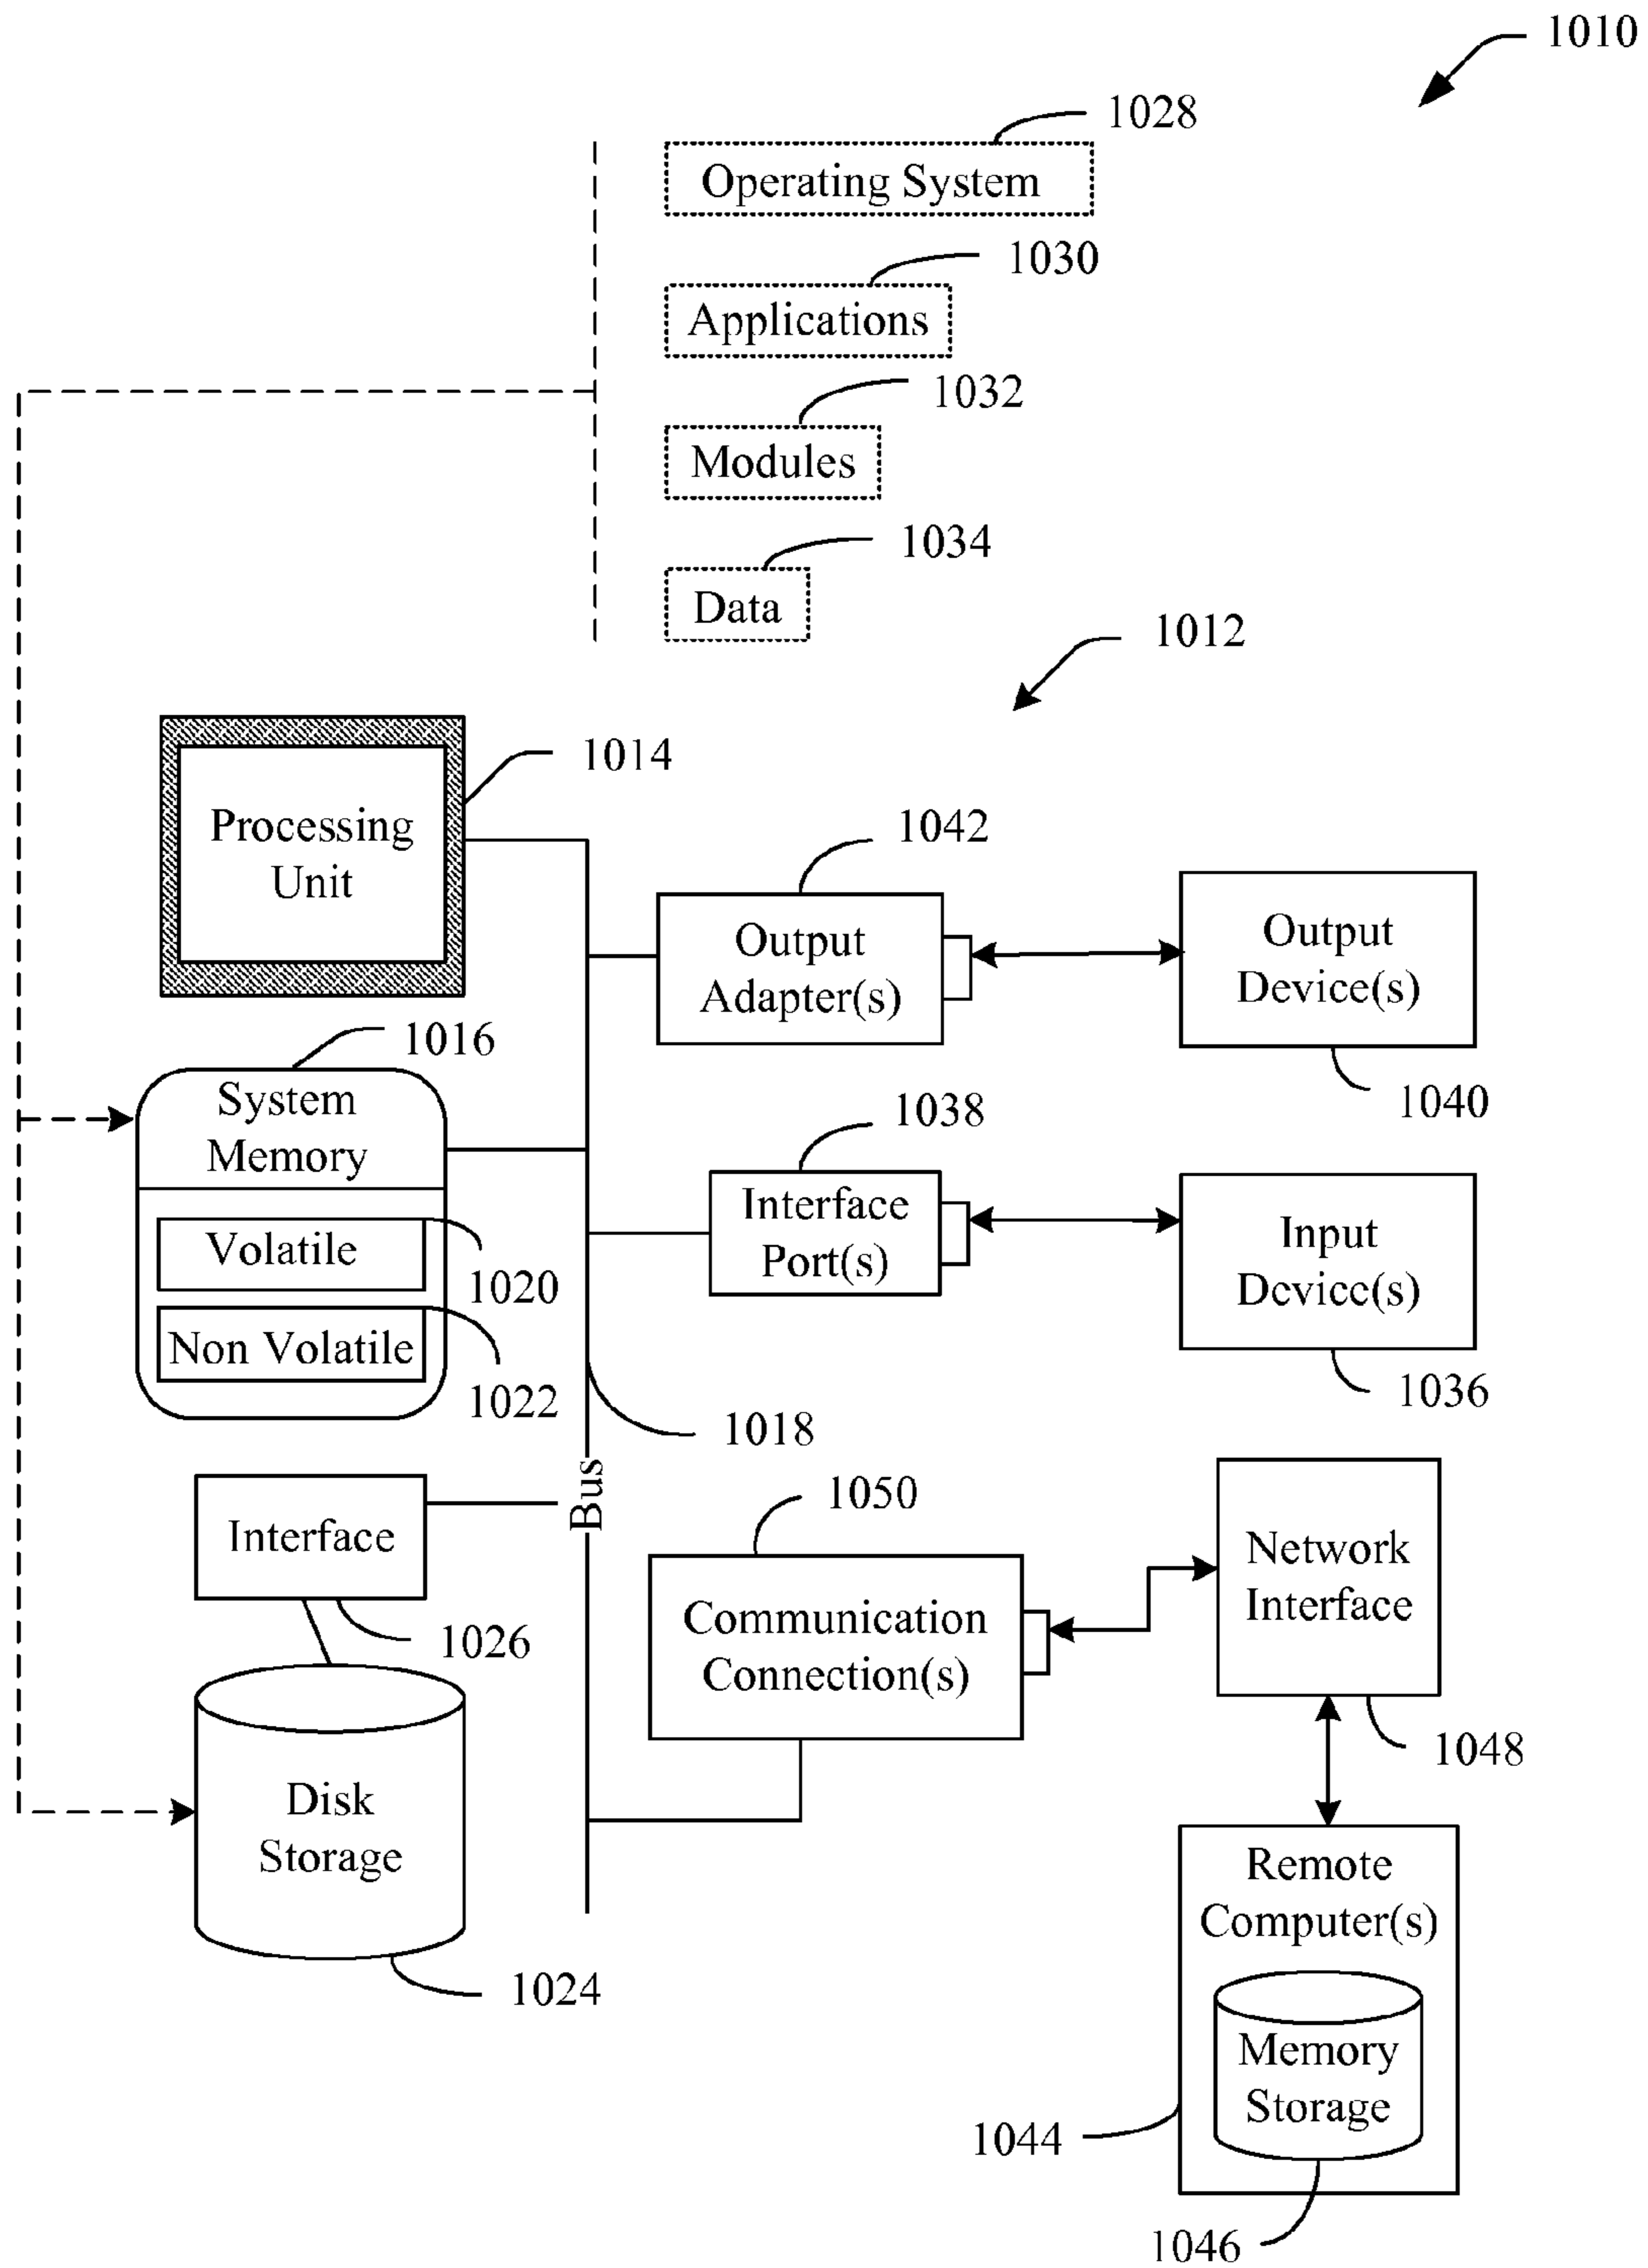 1010
1028
Operating System
1030
Applications
1032
Modules
1034
Data
1012
1014
Processing
Unit
1042
Output
Adapter(s)
Output
Device(s)
1040
1016
System
Memory
Volatile
1020
Non Volatile
1022
1038
Interface
Port(s)
Input
Device(s)
1036
1018
Bus
Interface
1026
1050
Communication
Connection(s)
Network
Interface
1048
Disk
Storage
1024
Remote
Computer(s)
Memory
Storage
1044
1046